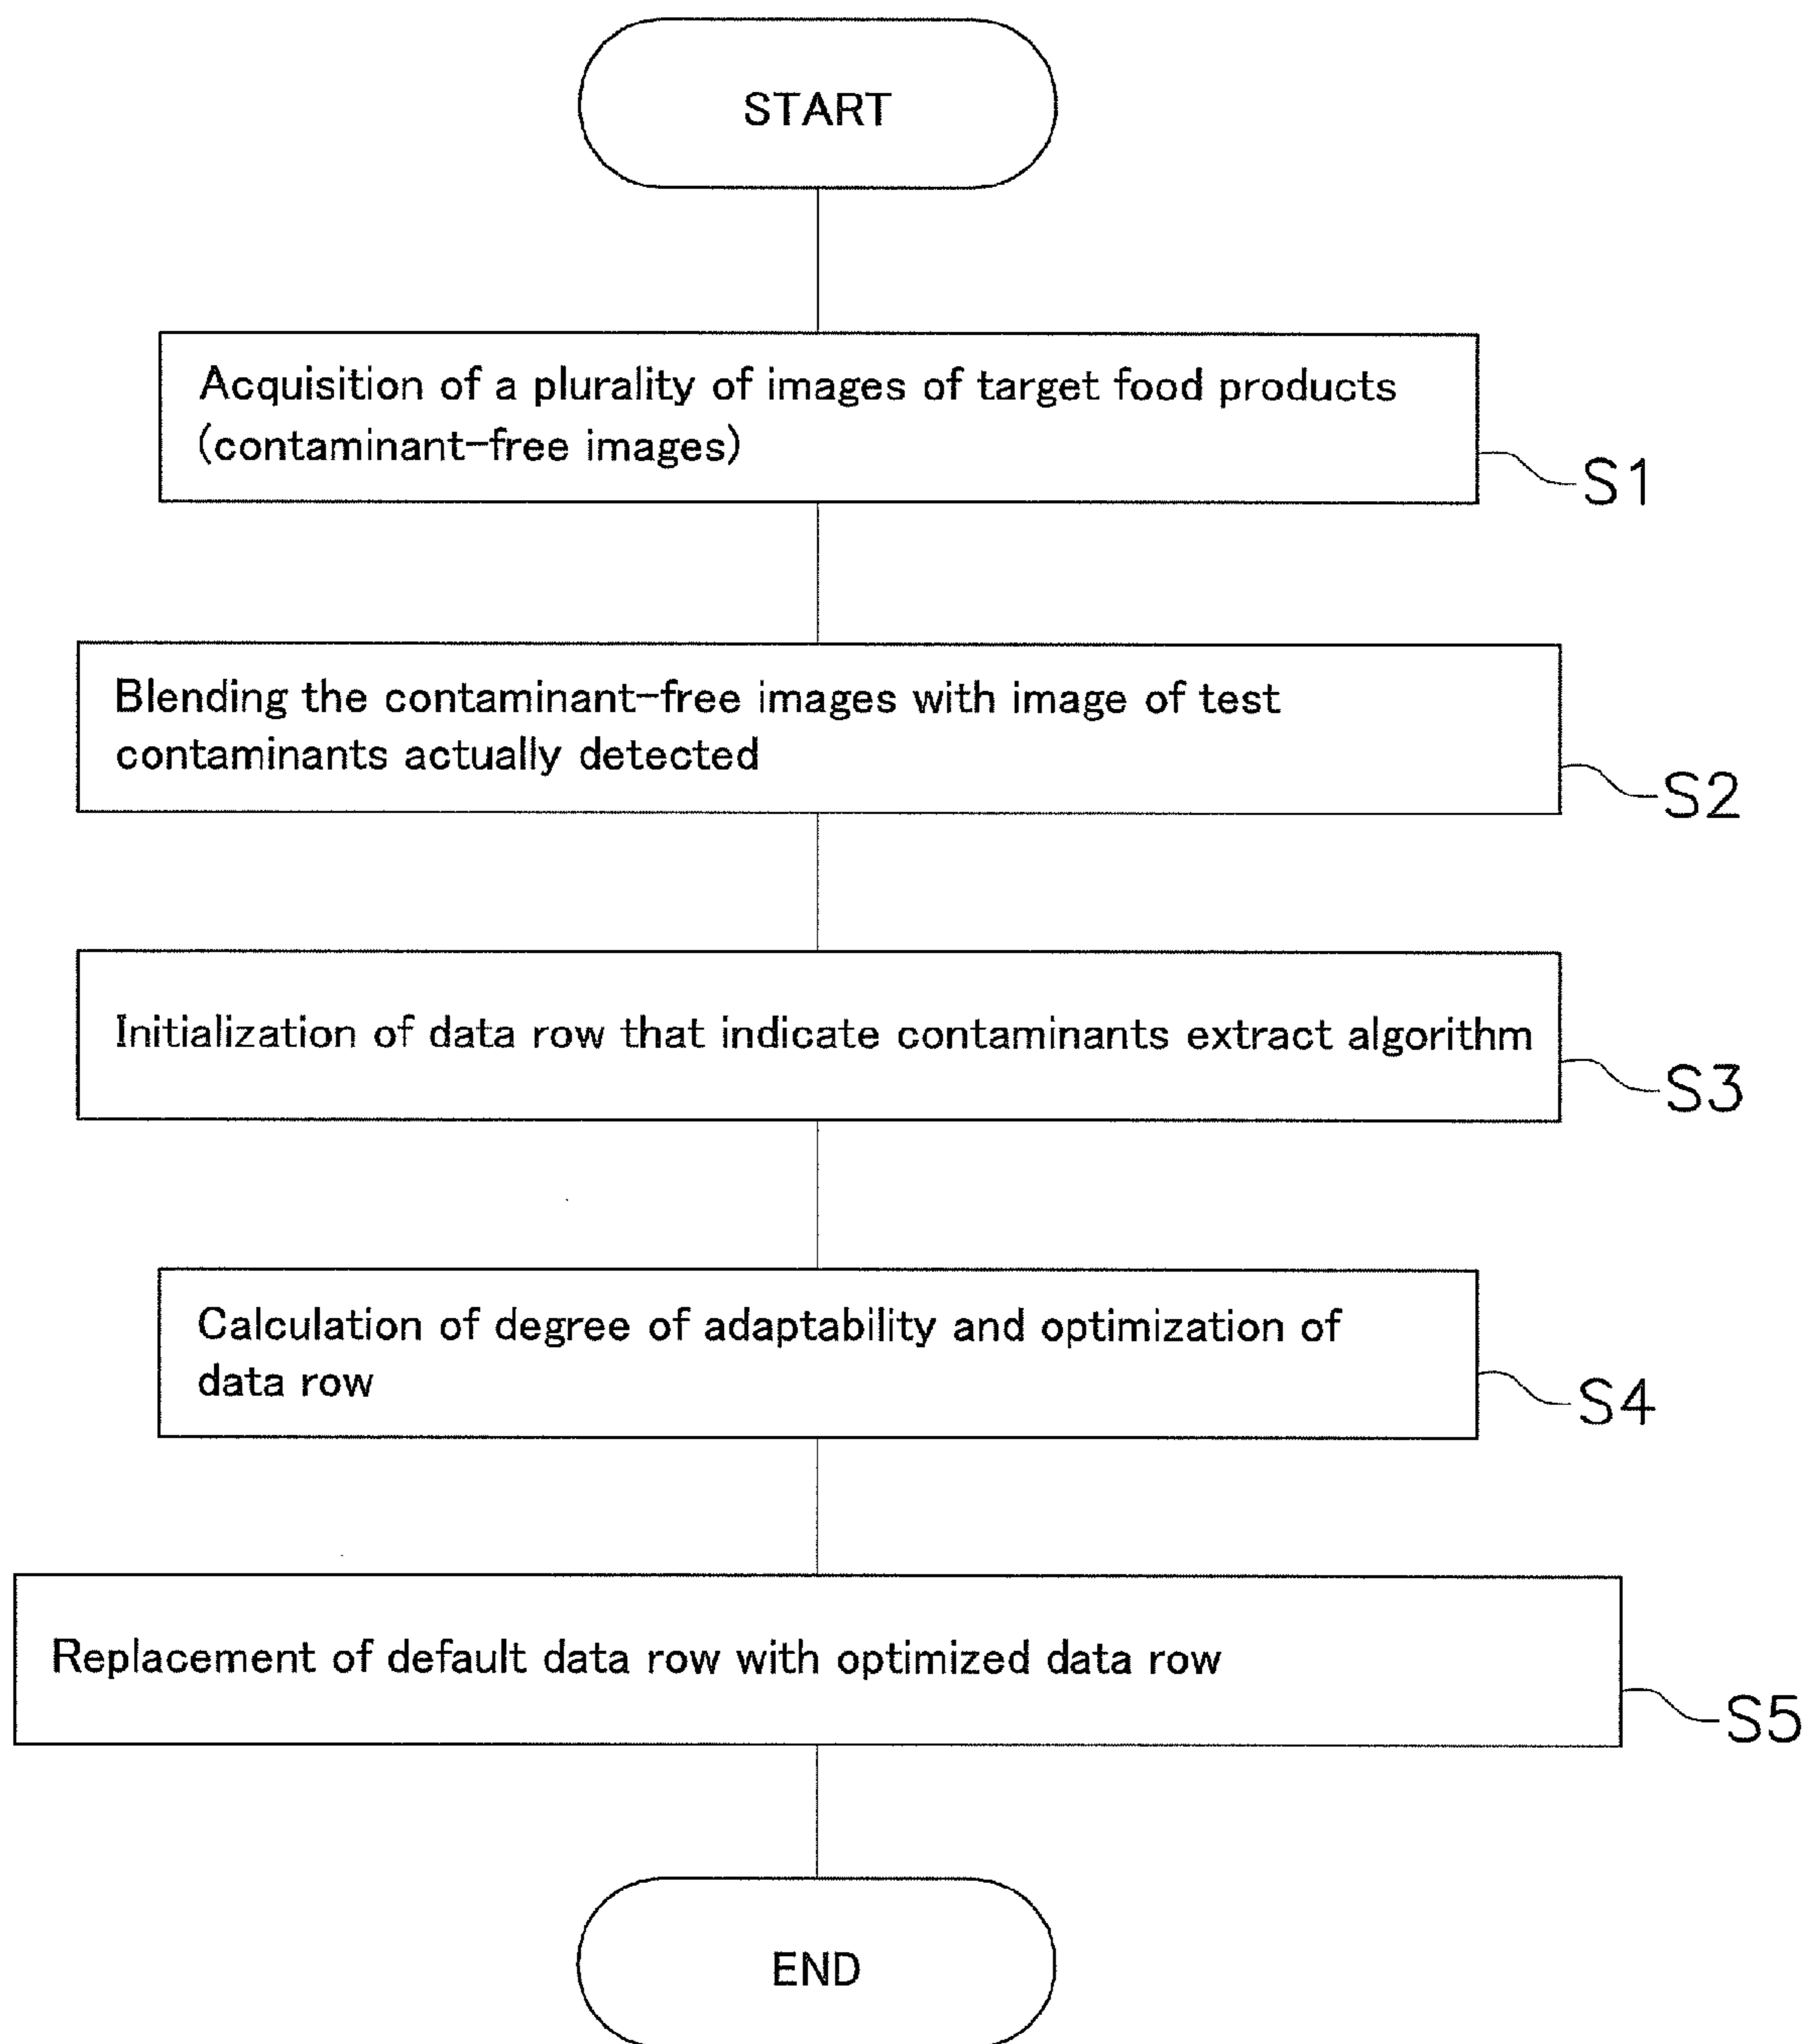 START
Acquisition of a plurality of images of target food products
(contaminant-free images)
S1
Blending the contaminant-free images with image of test
contaminants actually detected
S2
Initialization of data row that indicate contaminants extract algorithm
S3
Calculation of degree of adaptability and optimization of
data row
S4
Replacement of default data row with optimized data row
S5
END